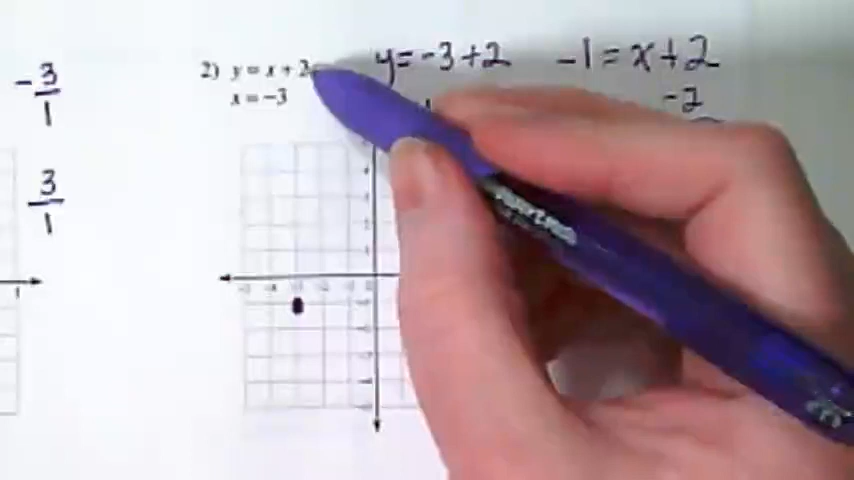 -3/1
3/1
2) y = x + 2
x = -3
y = -3 + 2
-1 = x + 2
-2